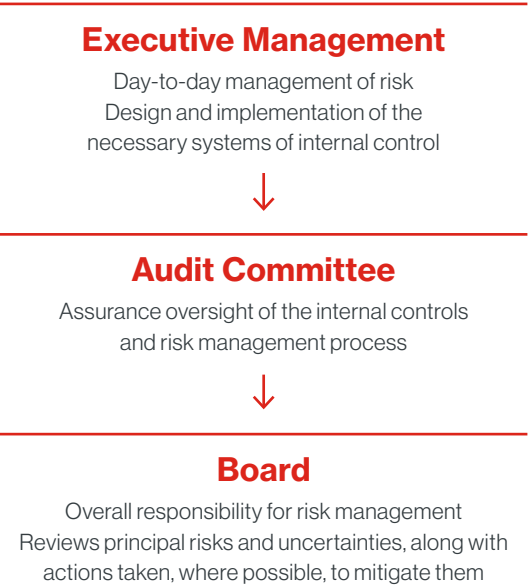 Executive Management
Day-to-day management of risk
Design and implementation of the
necessary systems of internal control
Audit Committee
Assurance oversight of the internal controls
and risk management process
Board
Overall responsibility for risk management
Reviews principal risks and uncertainties, along with
actions taken, where possible, to mitigate them